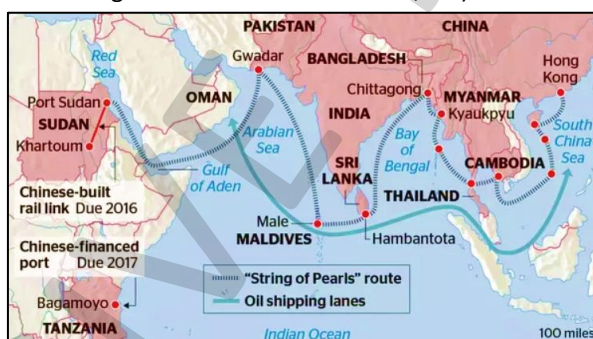 PAKISTAN
CHINA
Gwadar
BANGLADESH
Hong
Kong
Red
Sea
Chittagong
Port Sudan
OMAN
MYANMAR
Kyaukpyu
SUDAN
INDIA
Khartoum
Arabian
Sea
Bay
of
Bengal
South
China
Sea
SRI
LANKA
CAMBODIA
Gulf
of Aden
Chinese-built
rail link Due 2016
THAILAND
Male
MALDIVES
Hambantota
Chinese-financed
port Due 2017
"String of Pearls" route
Oil shipping lanes
Bagamoyo
TANZANIA
Indian Ocean
100 miles